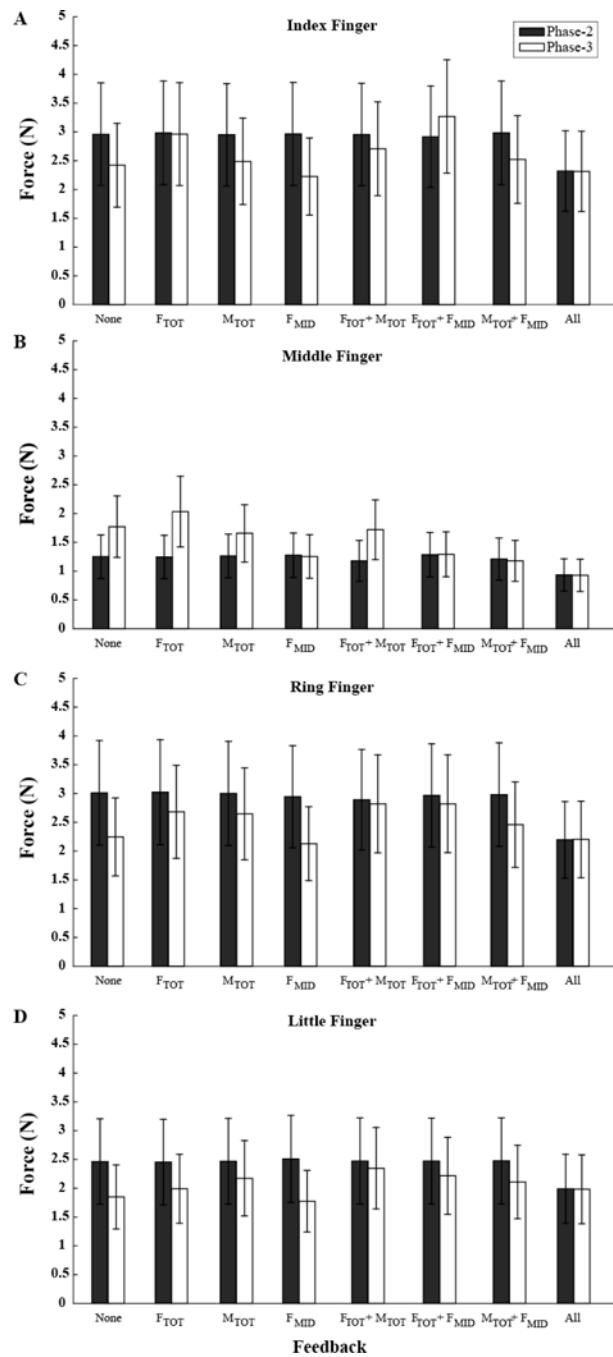 A
Index Finger
Phase-2
Phase-3
Force (N)
5
4.5
4
3.5
3
2.5
2
1.5
1
0.5
0
None FTOT MTOT FMID FTOT+ MTOT FTOT+ FMID MTOT+ FMID All
B
Middle Finger
Force (N)
5
4.5
4
3.5
3
2.5
2
1.5
1
0.5
0
None FTOT MTOT FMID FTOT+ MTOT FTOT+ FMID MTOT+ FMID All
C
Ring Finger
Force (N)
5
4.5
4
3.5
3
2.5
2
1.5
1
0.5
0
None FTOT MTOT FMID FTOT+ MTOT FTOT+ FMID MTOT+ FMID All
D
Little Finger
Force (N)
5
4.5
4
3.5
3
2.5
2
1.5
1
0.5
0
None FTOT MTOT FMID FTOT+ MTOT FTOT+ FMID MTOT+ FMID All
Feedback